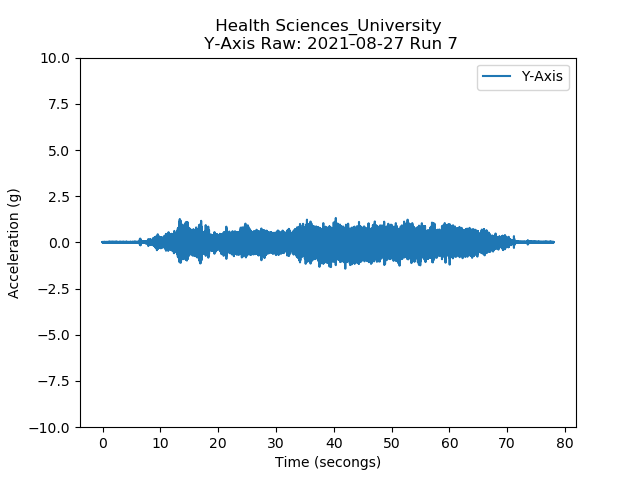 Health Sciences_University
Y-Axis Raw: 2021-08-27 Run 7
Y-Axis
10.0
7.5
5.0
2.5
0.0
−2.5
−5.0
−7.5
−10.0
Acceleration (g)
0 10 20 30 40 50 60 70 80
Time (secongs)